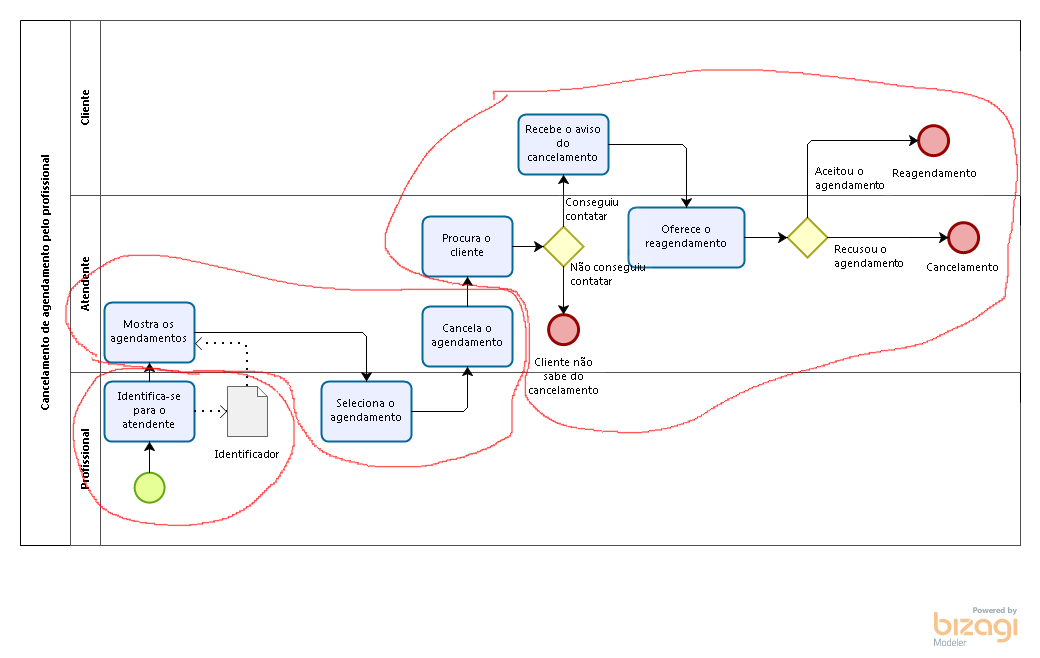 Cancelamento de agendamento pelo profissional
Cliente
Recebe o aviso
do
cancelamento
Aceitou o
agendamento
Reagendamento
Conseguiu
contatar
Atendente
Procura o
cliente
Oferece o
reagendamento
Recusou o
agendamento
Cancelamento
Não conseguiu
contatar
Mostra os
agendamentos
Cancela o
agendamento
Cliente não
sabe do
cancelamento
Profissional
Identifica-se
para o
atendente
Identificador
Seleciona o
agendamento
Powered by
bizagi
Modeler